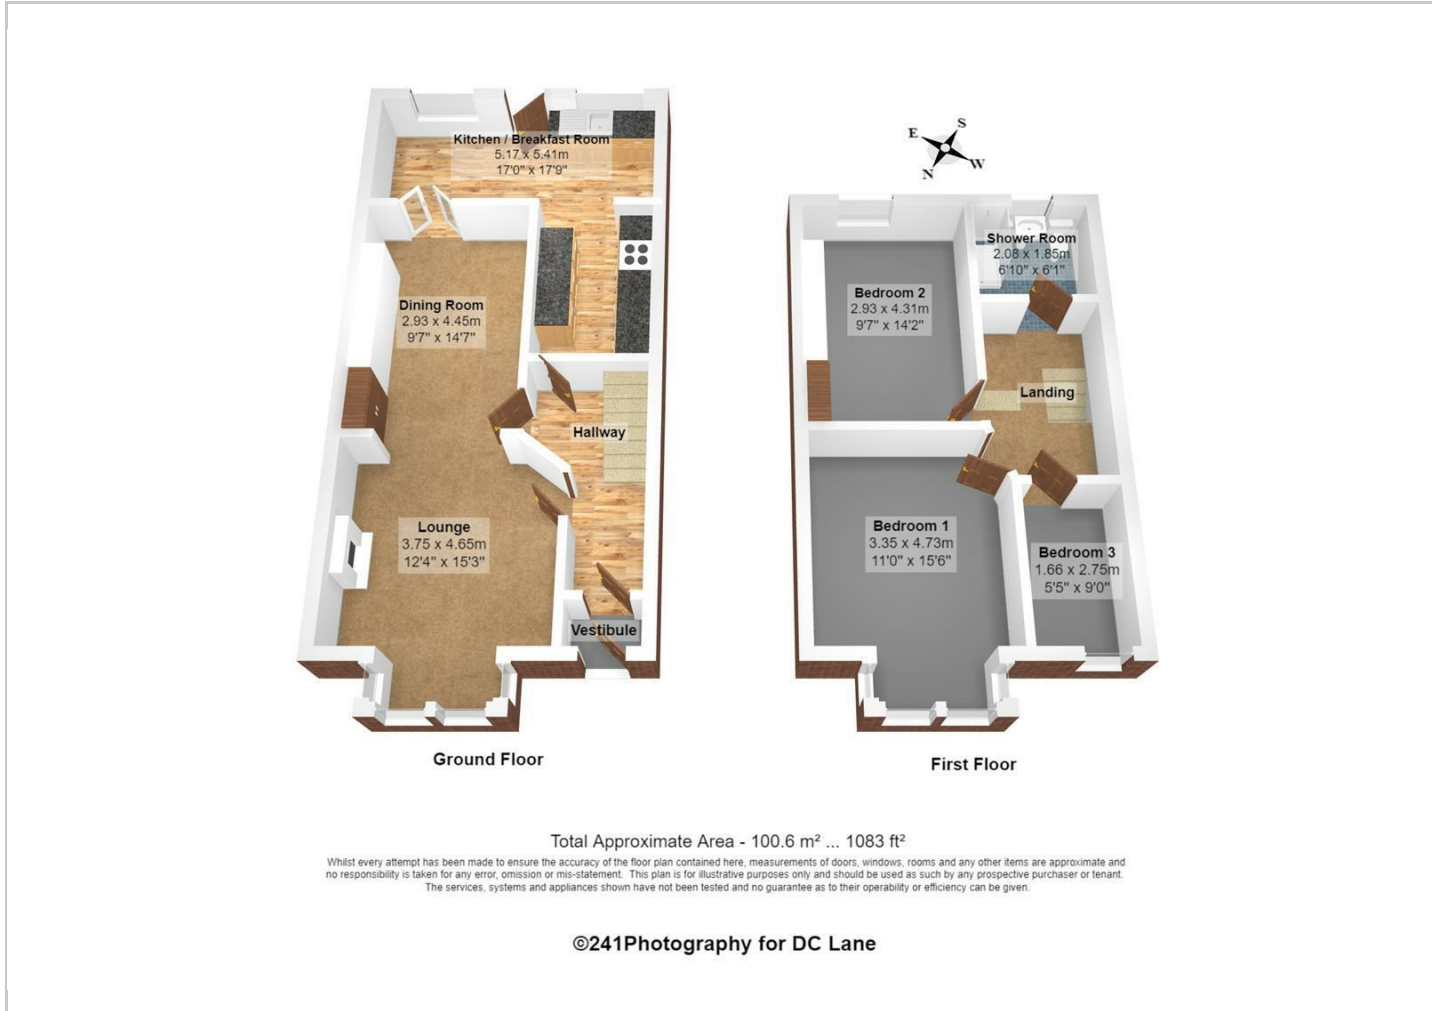 Kitchen / Breakfast Room
5.17 x 5.41m
17'0" x 17'9"
Dining Room
2.93 x 4.45m
9'7" x 14'7"
Hallway
Lounge
3.75 x 4.65m
12'4" x 15'3"
Vestibule
Ground Floor
E
S
N
W
Shower Room
2.08 x 1.85m
6'10" x 6'1"
Bedroom 2
2.93 x 4.31m
9'7" x 14'2"
Landing
Bedroom 1
3.35 x 4.73m
11'0" x 15'6"
Bedroom 3
1.66 x 2.75m
5'5" x 9'0"
First Floor
Total Approximate Area - 100.6 m² ... 1083 ft²
Whilst every attempt has been made to ensure the accuracy of the floor plan contained here, measurements of doors, windows, rooms and any other items are approximate and
no responsibility is taken for any error, omission or mis-statement. This plan is for illustrative purposes only and should be used as such by any prospective purchaser or tenant.
The services, systems and appliances shown have not been tested and no guarantee as to their operability or efficiency can be given.
©241Photography for DC Lane